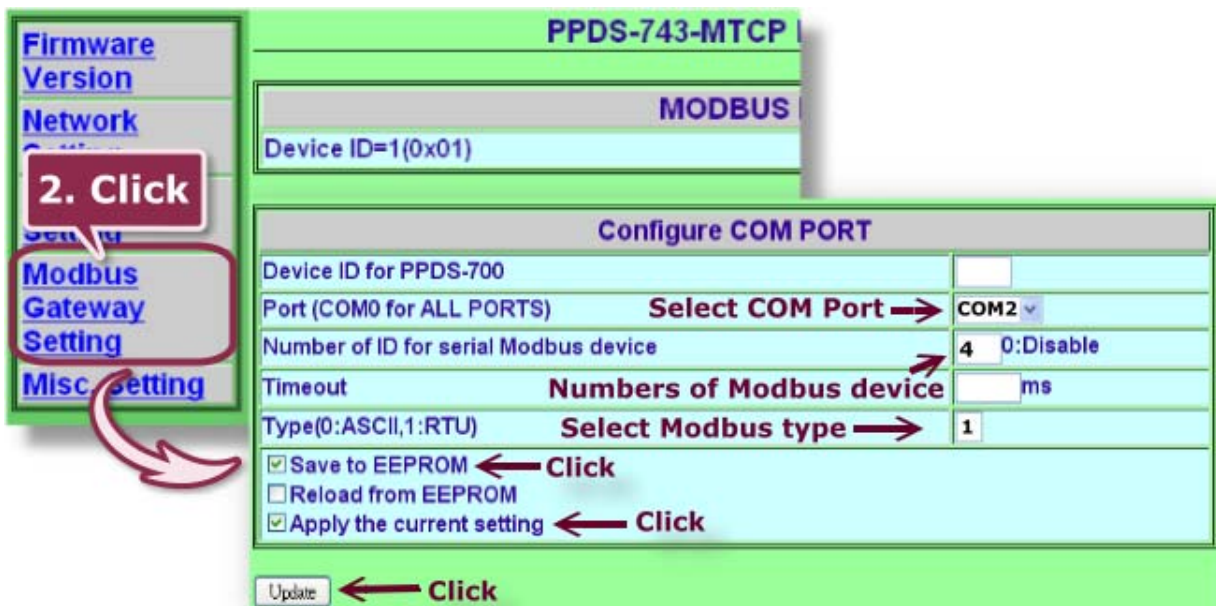 Firmware
Version
Network
2. Click
Setting
Modbus
Gateway
Setting
Misc. Setting
PPDS-743-MTCP
MODBUS
Device ID=1(0x01)
Configure COM PORT
Device ID for PPDS-700
Port (COM0 for ALL PORTS) Select COM Port COM2
Number of ID for serial Modbus device 4 0:Disable
Timeout Numbers of Modbus device ms
Type(0:ASCII,1:RTU) Select Modbus type 1
Save to EEPROM Click
Reload from EEPROM
Apply the current setting Click
Update Click